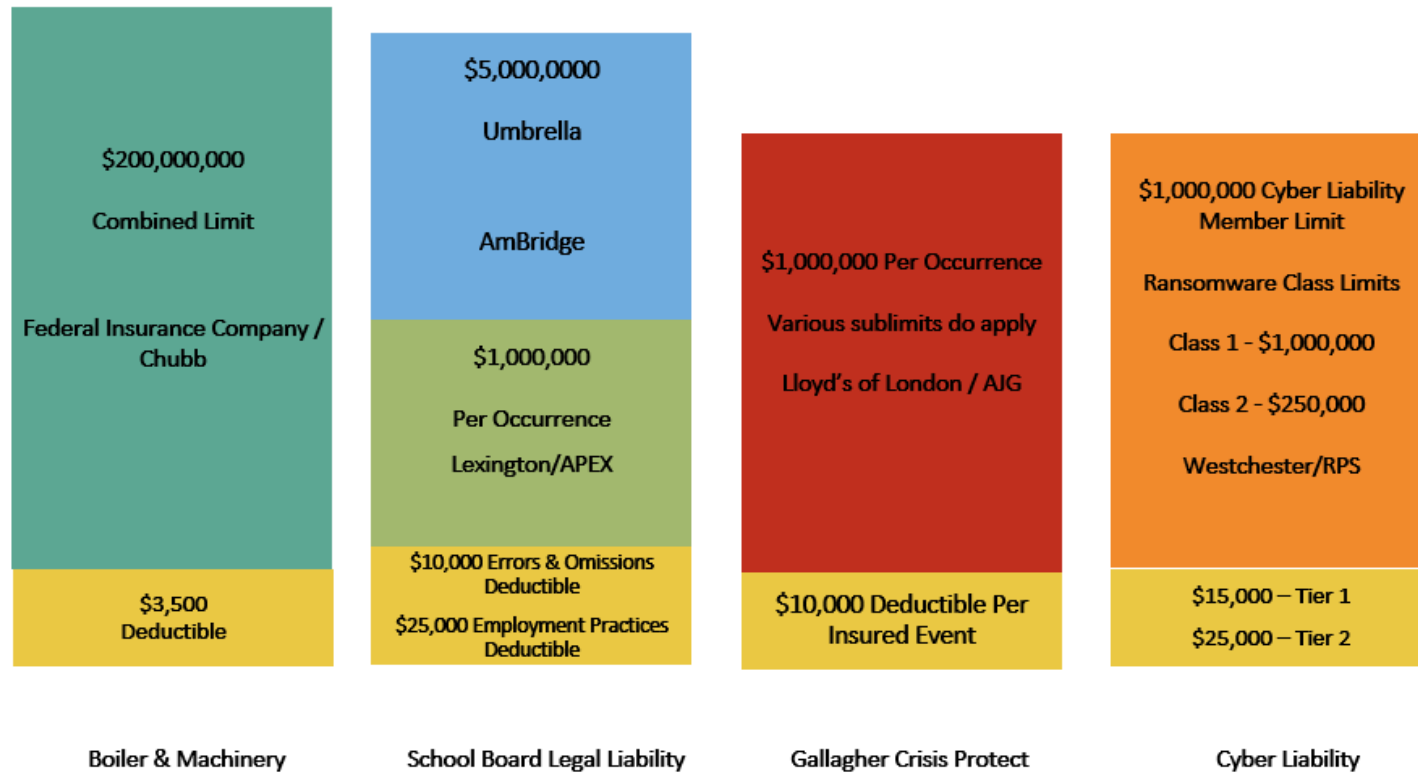 $200,000,000
Combined Limit
Federal Insurance Company /
Chubb
$3,500
Deductible
Boiler & Machinery
$5,000,0000
Umbrella
AmBridge
$1,000,000
Per Occurrence
Lexington/APEX
$10,000 Errors & Omissions
Deductible
$25,000 Employment Practices
Deductible
School Board Legal Liability
$1,000,000 Per Occurrence
Various sublimits do apply
Lloyd's of London / AJG
$10,000 Deductible Per
Insured Event
Gallagher Crisis Protect
$1,000,000 Cyber Liability
Member Limit
Ransomware Class Limits
Class 1 - $1,000,000
Class 2 - $250,000
Westchester/RPS
$15,000 – Tier 1
$25,000 – Tier 2
Cyber Liability